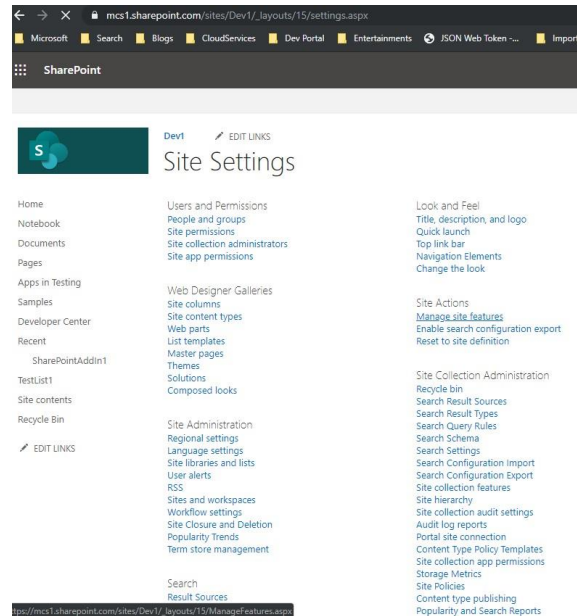 mcs1.sharepoint.com/sites/Dev1/_layouts/15/settings.aspx
Microsoft Search Blogs CloudServices Dev Portal Entertainments JSON Web Token -... Import
SharePoint
S
Dev1 EDIT LINKS
Site Settings
Home
Notebook
Documents
Pages
Apps in Testing
Samples
Developer Center
Recent
SharePointAddIn1
TestList1
Site contents
Recycle Bin
EDIT LINKS
Users and Permissions
People and groups
Site permissions
Site collection administrators
Site app permissions
Web Designer Galleries
Site columns
Site content types
Web parts
List templates
Master pages
Themes
Solutions
Composed looks
Site Administration
Regional settings
Language settings
Site libraries and lists
User alerts
RSS
Sites and workspaces
Workflow settings
Site Closure and Deletion
Popularity Trends
Term store management
Search
Result Sources
Look and Feel
Title, description, and logo
Quick launch
Top link bar
Navigation Elements
Change the look
Site Actions
Manage site features
Enable search configuration export
Reset to site definition
Site Collection Administration
Recycle bin
Search Result Sources
Search Result Types
Search Query Rules
Search Schema
Search Settings
Search Configuration Import
Search Configuration Export
Site collection features
Site hierarchy
Site collection audit settings
Audit log reports
Portal site connection
Content Type Policy Templates
Site collection app permissions
Storage Metrics
Site Policies
Content type publishing
Popularity and Search Reports
ttps://mcs1.sharepoint.com/sites/Dev1/_layouts/15/ManageFeatures.aspx